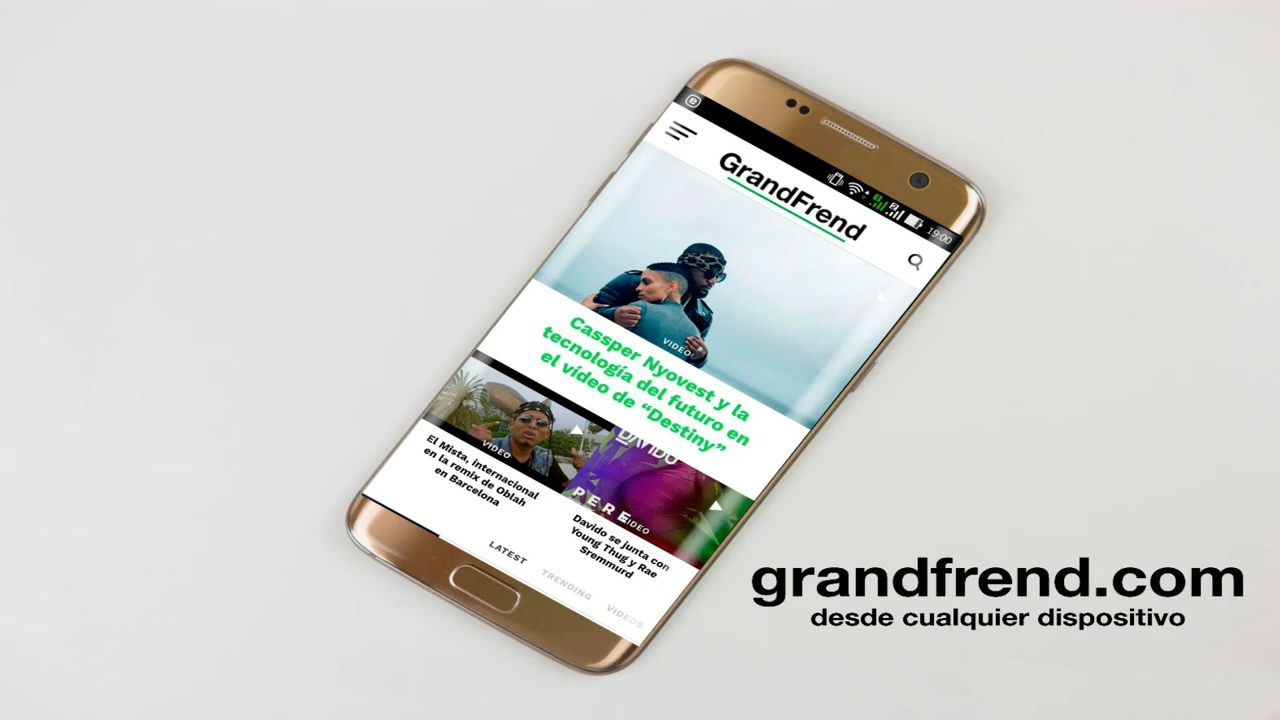 19:00
GrandFrend
VIDEO
Cassper Nyovest y la
tecnología del futuro en
el vídeo de “Destiny”
VIDEO
El Mista, internacional
en la remix de Oblah
en Barcelona
DAVIDO
PERE
VIDEO
Davido se junta con
Young Thug y Rae
Sremmurd
LATEST TRENDING VIDEOS
grandfrend.com
desde cualquier dispositivo